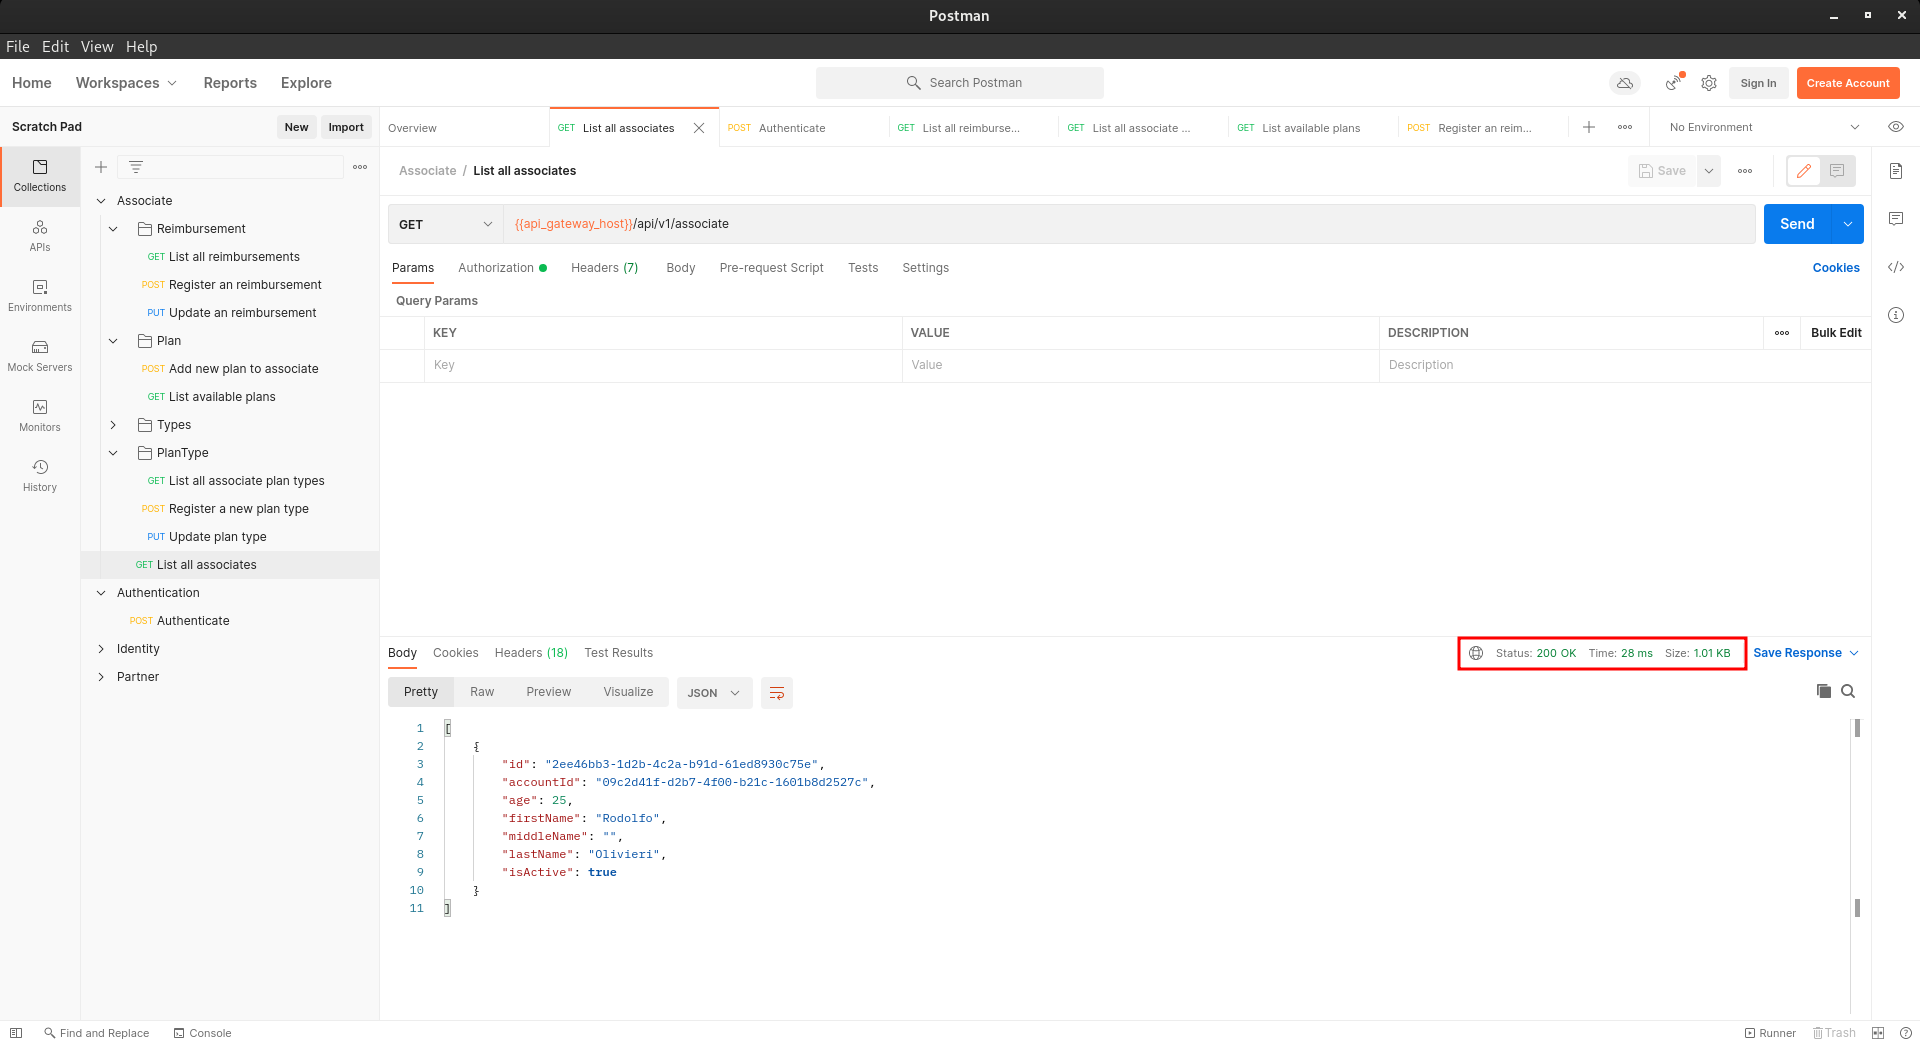 Postman
File Edit View Help
Home Workspaces Reports Explore Search Postman Sign In Create Account
Scratch Pad New Import
Overview GET List all associates POST Authenticate GET List all reimburse... GET List all associate ... GET List available plans POST Register an reim... No Environment
Collections
APIs
Environments
Mock Servers
Monitors
History
Associate
Reimbursement
GET List all reimbursements
POST Register an reimbursement
PUT Update an reimbursement
Plan
POST Add new plan to associate
GET List available plans
Types
PlanType
GET List all associate plan types
POST Register a new plan type
PUT Update plan type
GET List all associates
Authentication
POST Authenticate
Identity
Partner
Associate / List all associates Save
GET {{api_gateway_host}}/api/v1/associate Send
Params Authorization Headers (7) Body Pre-request Script Tests Settings Cookies
Query Params
KEY VALUE DESCRIPTION Bulk Edit
Key Value Description
Body Cookies Headers (18) Test Results Status: 200 OK Time: 28 ms Size: 1.01 KB Save Response
Pretty Raw Preview Visualize JSON
1 [
2 {
3 "id": "2ee46bb3-1d2b-4c2a-b91d-61ed8930c75e",
4 "accountId": "09c2d41f-d2b7-4f00-b21c-1601b8d2527c",
5 "age": 25,
6 "firstName": "Rodolfo",
7 "middleName": "",
8 "lastName": "Olivieri",
9 "isActive": true
10 }
11 ]
Find and Replace Console Runner Trash